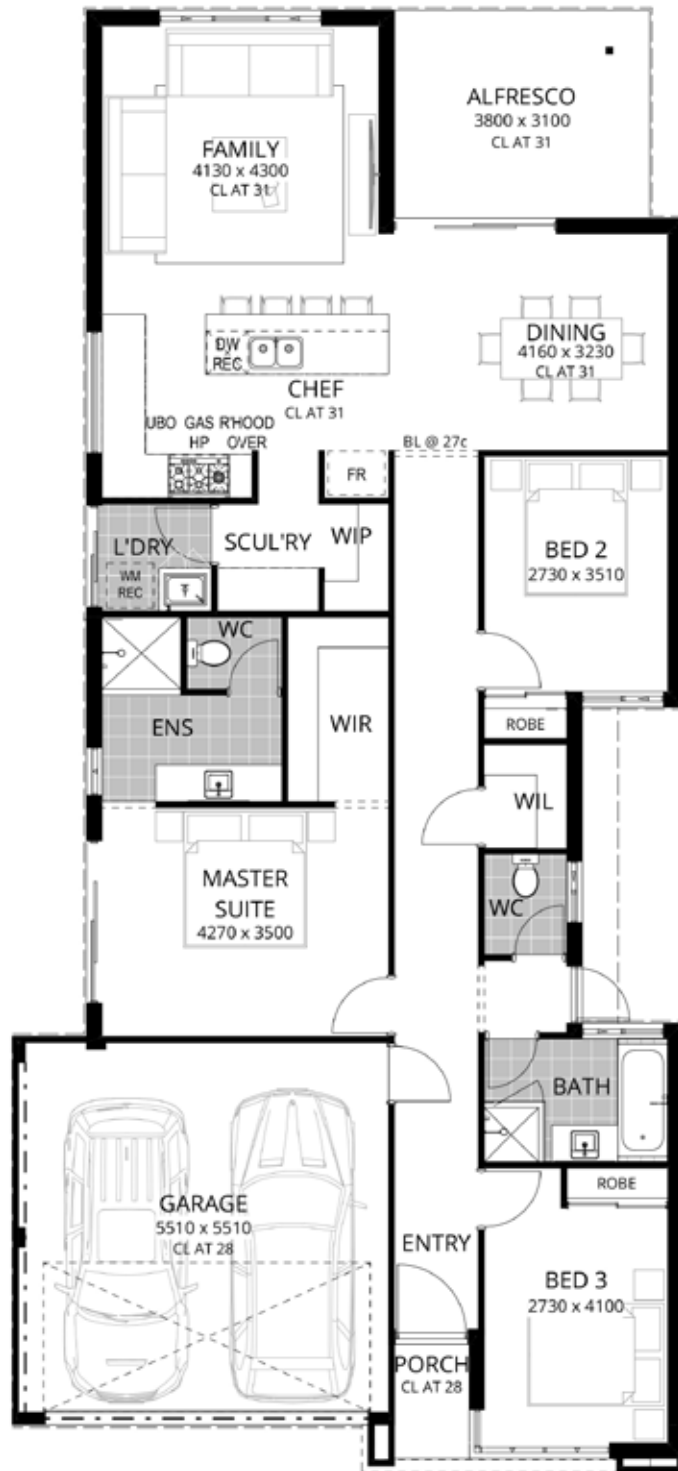 ALFRESCO
3800 x 3100
CL AT 31
FAMILY
4130 x 4300
CL AT 31
DW
REC
CHEF
CL AT 31
DINING
4160 x 3230
CL AT 31
UBO GAS R'HOOD
HP OVER
BL @ 27c
FR
L'DRY
SCUL'RY
WIP
WM
REC
BED 2
2730 x 3510
WC
ENS
WIR
ROBE
WIL
MASTER
SUITE
4270 x 3500
WC
BATH
GARAGE
5510 x 5510
CL AT 28
ENTRY
ROBE
BED 3
2730 x 4100
PORCH
CL AT 28